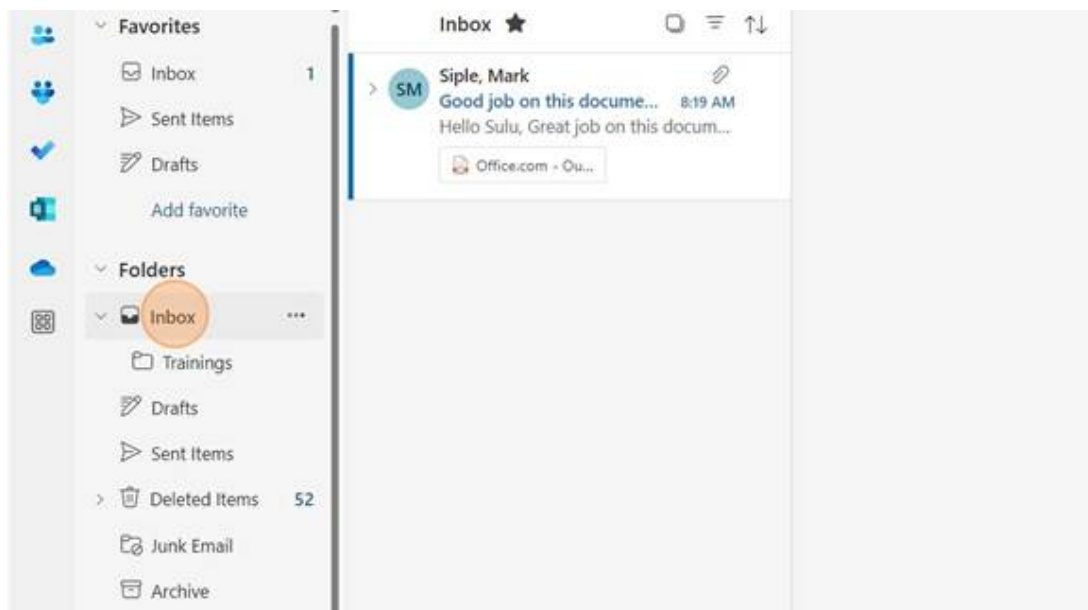 Favorites
Inbox 1
Sent Items
Drafts
Add favorite
Folders
Inbox
Trainings
Drafts
Sent Items
Deleted Items 52
Junk Email
Archive
Inbox
SM
Siple, Mark
Good job on this docume... 8:19 AM
Hello Sulu, Great job on this docum...
Office.com - Ou...